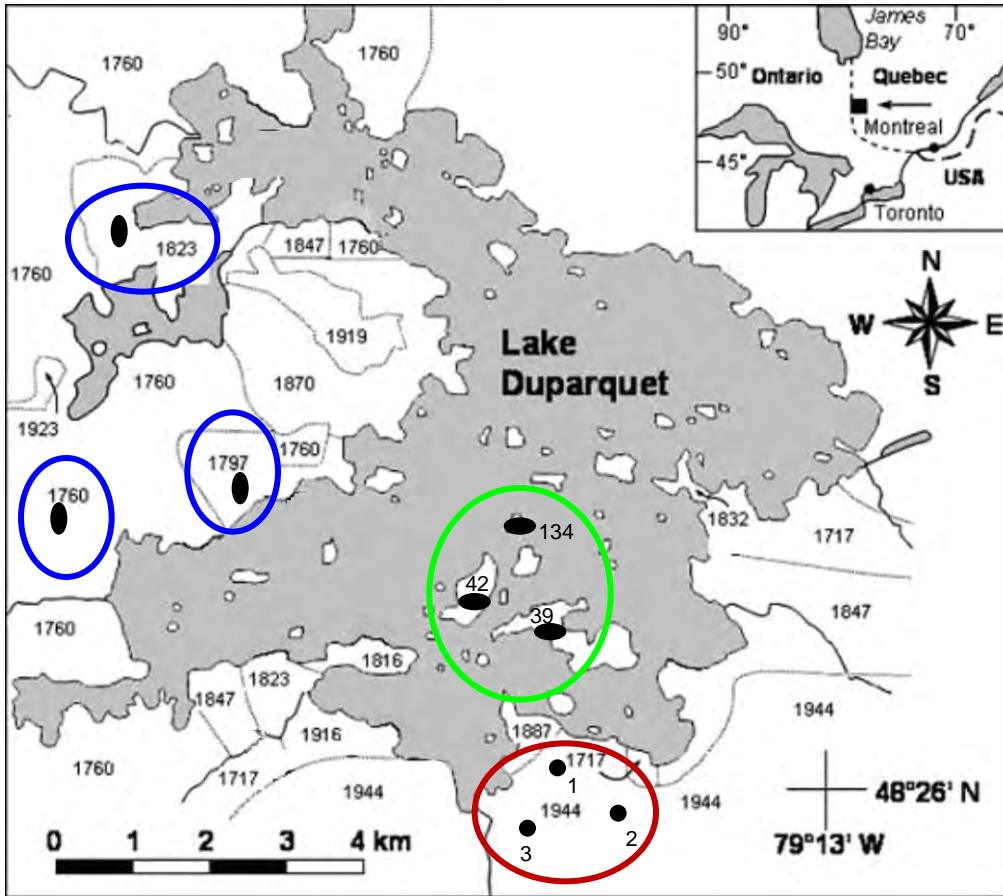 1760
1760
90°
James
Bay
70°
50°
Ontario
Quebec
Montreal
45°
USA
Toronto
1823
1760
1847
1760
N
W
E
S
1919
Lake
Duparquet
1760
1870
1923
1797
1760
1760
1832
1717
134
42
39
1847
1760
1816
1823
1847
1944
1887
1916
1717
1760
1717
1944
1
1944
1944
2
3
48°26' N
79°13' W
0 1 2 3 4 km